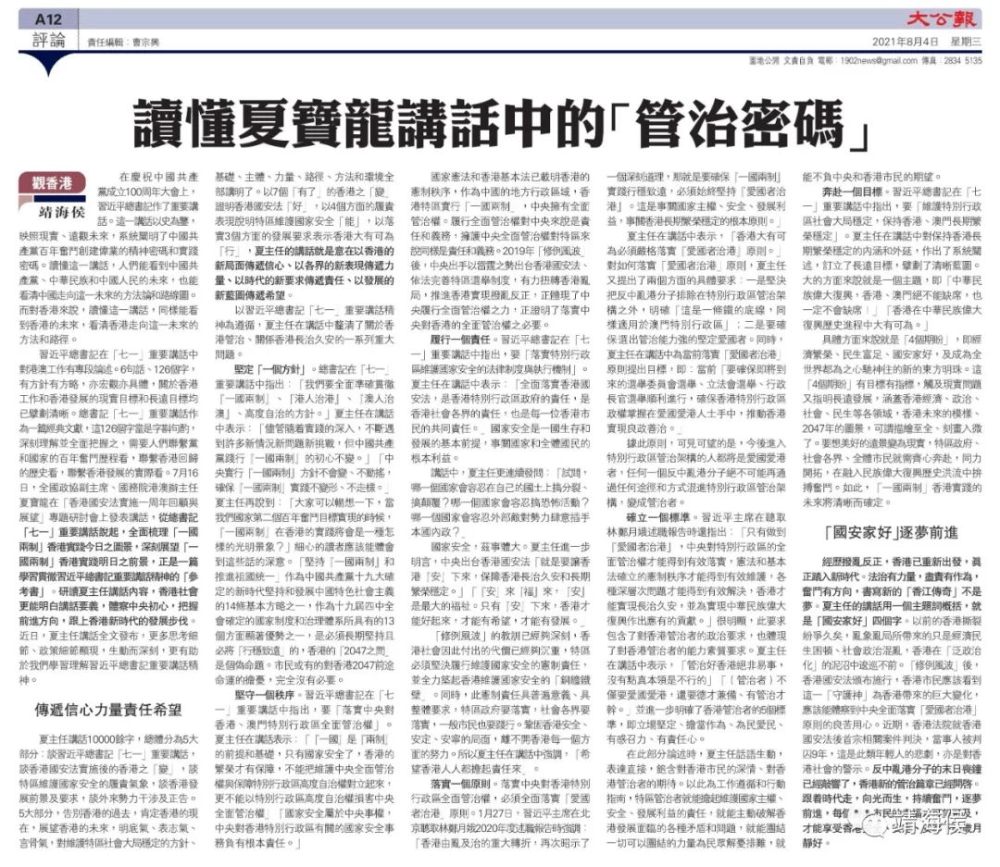 A12
評論
責任編輯：曹宗興
大公報
2021年8月4日　星期三
園地公開 文責自負 電郵：1902news@gmail.com 傳真：2834 5135
讀懂夏寶龍講話中的「管治密碼」
觀香港
靖海侯
在慶祝中國共產
黨成立100周年大會上，
習近平總書記作了重要講
話。這一講話以史為鑒，
映照現實、遠觀未來，系統闡明了中國共
產黨百年奮鬥創建偉業的精神密碼和實踐
密碼。讀懂這一講話，人們能看到中國共
產黨、中華民族和中國人民的未來，也能
看清中國走向這一未來的方法論和路線圖。
而對香港來說，讀懂這一講話，同樣能看
到香港的未來，看清香港走向這一未來的
方法和路徑。
習近平總書記在「七一」重要講話中
對港澳工作有專段論述。6句話、126個字，
有方針有方略，亦宏觀亦具體，關於香港
工作和香港發展的現實目標和長遠目標均
已擘劃清晰。總書記「七一」重要講話作
為一篇經典文獻，這126個字當是字斟句酌，
深刻理解並全面把握之，需要人們聯繫黨
和國家的百年奮鬥歷程看，聯繫香港回歸
的歷史看，聯繫香港發展的實際看。7月16
日，全國政協副主席、國務院港澳辦主任
夏寶龍在「香港國安法實施一周年回顧與
展望」專題研討會上發表講話，從總書記
「七一」重要講話說起，全面梳理「一國
兩制」香港實踐今日之圖景，深刻展望「一
國兩制」香港實踐明日之前景，正是一篇
學習貫徹習近平總書記重要講話精神的「參
考書」。研讀夏主任講話內容，香港社會
更能明白講話要義，體察中央初心，把握
前進方向，跟上香港新時代的發展步伐。
近日，夏主任講話全文發布，更多思考細
節、政策細節顯現，生動而深刻，更有助
於我們學習理解習近平總書記重要講話精
神。
傳遞信心力量責任希望
夏主任講話10000餘字，總體分為5大
部分：談習近平總書記「七一」重要講話，
談香港國安法實施後的香港之「變」，談
特區維護國家安全的履責氣象，談香港發
展前景及要求，談外來勢力干涉及正告。
5大部分，告別香港的過去，肯定香港的現
在，展望香港的未來，明底氣、表志氣、
言骨氣，對維護特區社會大局穩定的方針、
基礎、主體、力量、路徑、方法和環境全
部講明了。以7個「有了」的香港之「變」
證明香港國安法「好」，以4個方面的履責
表現說明特區維護國家安全「能」，以落
實3個方面的發展要求表示香港大有可為
「行」，夏主任的講話就是意在以香港的
新局面傳遞信心、以各界的新表現傳遞力
量、以時代的新要求傳遞責任、以發展的
新藍圖傳遞希望。
以習近平總書記「七一」重要講話精
神為遵循，夏主任在講話中釐清了關於香
港管治、關係香港長治久安的一系列重大
問題。
堅定「一個方針」。總書記在「七一」
重要講話中指出：「我們要全面準確貫徹
『一國兩制』、『港人治港』、『澳人治
澳』、高度自治的方針。」夏主任在講話
中表示：「儘管隨着實踐的深入，不斷遇
到許多新情況新問題新挑戰，但中國共產
黨踐行『一國兩制』的初心不變。」「中
央實行『一國兩制』方針不會變、不動搖，
確保『一國兩制』實踐不變形、不走樣。」
夏主任再說到：「大家可以暢想一下，當
我們國家第二個百年奮鬥目標實現的時候，
『一國兩制』在香港的實踐將會是一種怎
樣的光明景象？」細心的讀者應該能體會
到這些話的深意。「堅持『一國兩制』和
推進祖國統一」作為中國共產黨十九大確
定的新時代堅持和發展中國特色社會主義
的14條基本方略之一，作為十九屆四中全
會確定的國家制度和治理體系所具有的13
個方面顯著優勢之一，是必須長期堅持且
必將「行穩致遠」的，香港的「2047之問」
是個偽命題。市民或有的對香港2047前途
命運的擔憂，完全沒有必要。
堅守一個秩序。習近平總書記在「七
一」重要講話中指出，要「落實中央對
香港、澳門特別行政區全面管治權」。
夏主任在講話表示：「『一國』是『兩制』
的前提和基礎，只有國家安全了，香港的
繁榮才有保障，不能把維護中央全面管治
權與保障特別行政區高度自治權對立起來，
更不能以特別行政區高度自治權損害中央
全面管治權」「國家安全屬於中央事權，
中央對香港特別行政區有關的國家安全事
務負有根本責任。」
國家憲法和香港基本法已載明香港的
憲制秩序，作為中國的地方行政區域，香
港特區實行「一國兩制」，中央擁有全面
管治權。履行全面管治權對中央來說是責
任和義務，擁護中央全面管治權對特區來
說同樣是責任和義務。2019年「修例風波」
後，中央出手以雷霆之勢出台香港國安法、
依法完善特區選舉制度，有力扭轉香港亂
局，推進香港實現撥亂反正，正體現了中
央履行全面管治權之力，正證明了落實中
央對香港的全面管治權之必要。
履行一個責任。習近平總書記在「七
一」重要講話中指出，要「落實特別行政
區維護國家安全的法律制度與執行機制」。
夏主任在講話中表示：「全面落實香港國
安法，是香港特別行政區政府的責任，是
香港社會各界的責任，也是每一位香港市
民的共同責任。」國家安全是一國生存和
發展的基本前提，事關國家和全體國民的
根本利益。
講話中，夏主任更連續發問：「試問，
哪一個國家會容忍在自己的國土上搞分裂、
搞顛覆？哪一個國家會容忍搞恐怖活動？
哪一個國家會容忍外部敵對勢力肆意插手
本國內政？」
國家安全，茲事體大。夏主任進一步
明言，中央出台香港國安法「就是要讓香
港『安』下來，保障香港長治久安和長期
繁榮穩定。」「『安』來『福』來，『安』
是最大的福祉。只有『安』下來，香港才
能好起來，才能有希望，才能有發展。」
「修例風波」的教訓已經夠深刻，香
港社會因此付出的代價已經夠沉重，特區
必須堅決履行維護國家安全的憲制責任，
並全力築起香港維護國家安全的「銅牆鐵
壁」。同時，此憲制責任具普遍意義、具
整體要求，特區政府要落實，社會各界要
落實，一般市民也要踐行。鞏固香港安全、
安定、安寧的局面，離不開香港每一個方
面的努力。所以夏主任在講話中強調，「希
望香港人人都擔起責任來」。
落實一個原則。落實中央對香港特別
行政區全面管治權，必須全面落實「愛國
者治港」原則。1月27日，習近平主席在北
京聽取林鄭月娥2020年度述職報告時強調：
「香港由亂及治的重大轉折，再次昭示了
一個深刻道理，那就是要確保『一國兩制』
實踐行穩致遠，必須始終堅持『愛國者治
港』。這是事關國家主權、安全、發展利
益，事關香港長期繁榮穩定的根本原則。」
夏主任在講話中表示，「香港大有可
為必須嚴格落實『愛國者治港』原則。」
對如何落實「愛國者治港」原則，夏主任
又提出了兩個方面的具體要求：一是堅決
把反中亂港分子排除在特別行政區管治架
構之外，明確「這是一條鐵的底線，同
樣適用於澳門特別行政區」；二是要確
保選出管治能力強的堅定愛國者。同時，
夏主任在講話中為當前落實「愛國者治港」
原則提出目標，即：當前「要確保即將到
來的選舉委員會選舉、立法會選舉、行政
長官選舉順利進行，確保香港特別行政區
政權掌握在愛國愛港人士手中，推動香港
實現良政善治。」
據此原則，可見可望的是，今後進入
特別行政區管治架構的人都將是愛國愛港
者，任何一個反中亂港分子絕不可能再通
過任何途徑和方式混進特別行政區管治架
構，變成管治者。
確立一個標準。習近平主席在聽取
林鄭月娥述職報告時還指出：「只有做到
『愛國者治港』，中央對特別行政區的全
面管治權才能得到有效落實，憲法和基本
法確立的憲制秩序才能得到有效維護，各
種深層次問題才能得到有效解決，香港才
能實現長治久安，並為實現中華民族偉大
復興作出應有的貢獻。」很明顯，此要求
包含了對香港管治者的政治要求，也體現
了對香港管治者的能力素質要求。夏主任
在講話中表示：「管治好香港絕非易事，
沒有點真本領是不行的」「（管治者）不
僅要愛國愛港，還要德才兼備、有管治才
幹。」並進一步明確了香港管治者的5個標
準，即立場堅定、擔當作為、為民愛民、
有感召力、有責任心。
在此部分論述時，夏主任話語生動，
表達直接，飽含對香港市民的深情、對香
港管治者的期待。以此為工作遵循和行動
指南，特區管治者就能擔起維護國家主權、
安全、發展利益的責任，就能主動破解香
港發展面臨的各種矛盾和問題，就能團結
一切可以團結的力量為民眾解憂排難，就
能不負中央和香港市民的期望。
奔赴一個目標。習近平總書記在「七
一」重要講話中指出，要「維護特別行政
區社會大局穩定，保持香港、澳門長期繁
榮穩定」。夏主任在講話中對保持香港長
期繁榮穩定的內涵和外延，作出了系統闡
述，訂立了長遠目標，擘劃了清晰藍圖。
大的方面來說就是一個主題，即「中華民
族偉大復興，香港、澳門絕不能缺席，也
一定不會缺席！」「香港在中華民族偉大
復興歷史進程中大有可為。」
具體方面來說就是「4個期盼」，即經
濟繁榮、民生富足、國安家好，及成為全
世界都為之心馳神往的新的東方明珠。這
「4個期盼」有目標有指標，觸及現實問題
又指明長遠發展，涵蓋香港經濟、政治、
社會、民生等各領域，香港未來的模樣、
2047年的圖景，可謂描繪至全、刻畫入微
了。要想美好的遠景變為現實，特區政府、
社會各界、全體市民就需齊心奔赴，同力
開拓，在融入民族偉大復興歷史洪流中拚
搏奮鬥。如此，「一國兩制」香港實踐的
未來將清晰而確定。
「國安家好」逐夢前進
經歷撥亂反正，香港已重新出發，真
正踏入新時代。法治有力量，盡責有作為，
奮鬥有方向，書寫新的「香江傳奇」不是
夢。夏主任的講話用一個主題詞概括，就
是「國安家好」四個字。以前的香港撕裂
紛爭久矣，亂象亂局所帶來的只是經濟民
生困頓、社會政治混亂，香港在「泛政治
化」的泥沼中逡巡不前。「修例風波」後，
香港國安法頒布施行，香港市民應該看到
這一「守護神」為香港帶來的巨大變化，
應該能體察到中央全面落實「愛國者治港」
原則的良苦用心。近期，香港法院就香港
國安法後首宗相關案件判決，當事人被判
囚9年，這是此類年輕人的悲劇，亦是對香
港社會的警示。反中亂港分子的末日喪鐘
已經敲響了，香港新的管治篇章已經開啓。
跟着時代走，向光而生，持續奮鬥，逐夢
前進，每個
才能享受香
靜好。
靖海侯